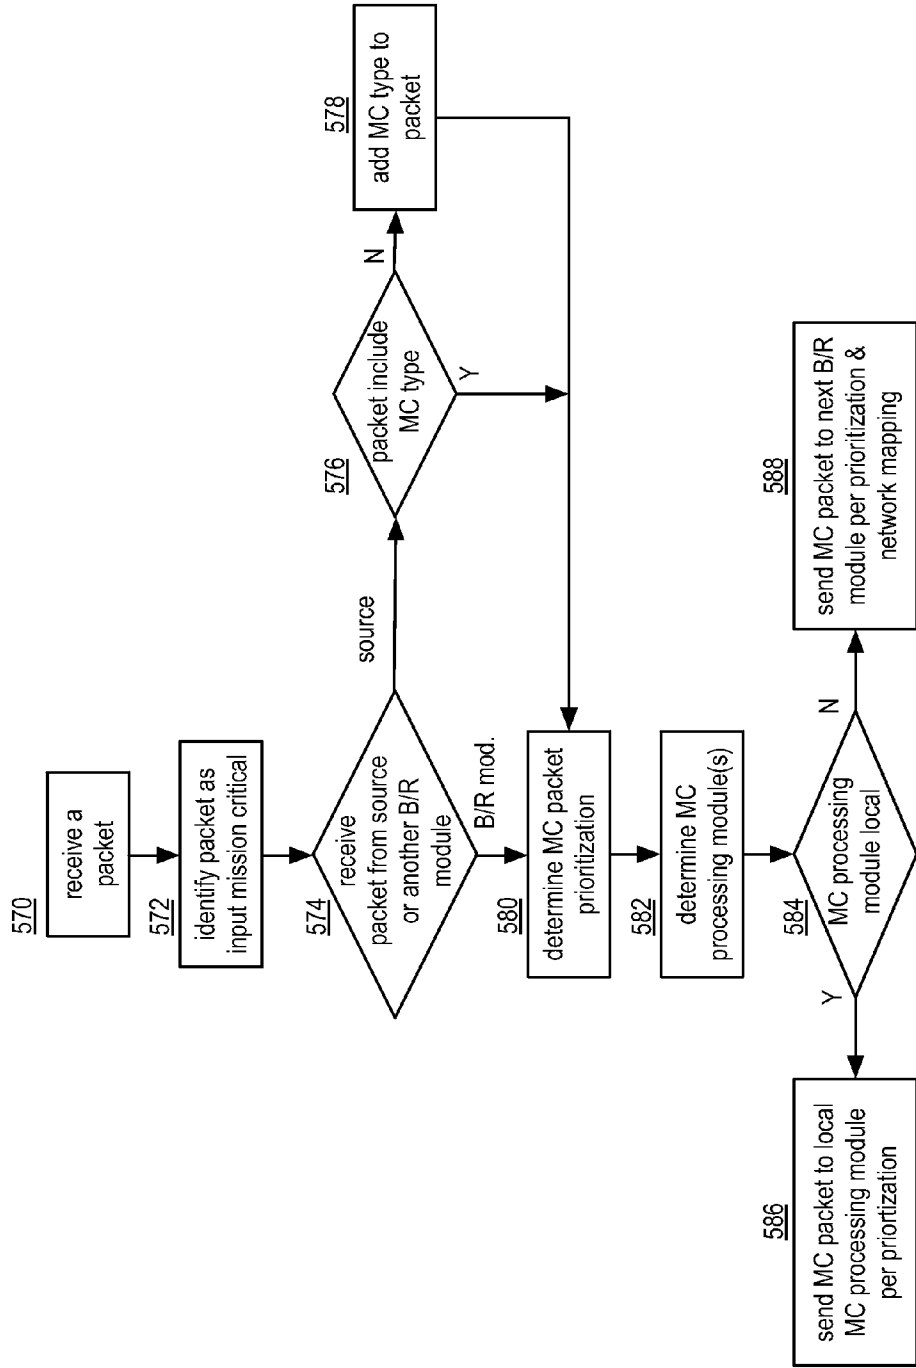 570
receive a
packet
572
identify packet as
input mission critical
574
receive
packet from source
or another B/R
module
source
B/R mod.
576
packet include
MC type
N
Y
578
add MC type to
packet
580
determine MC packet
prioritization
582
determine MC
processing module(s)
584
MC processing
module local
Y
N
586
send MC packet to local
MC processing module
per priortization
588
send MC packet to next B/R
module per prioritization &
network mapping